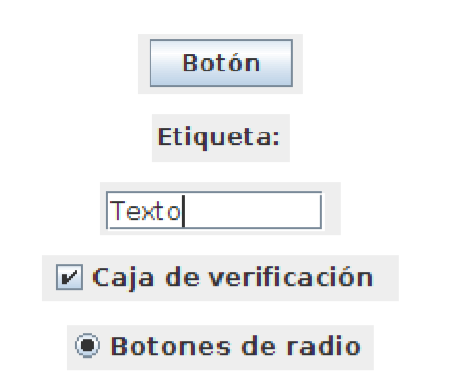 Botón
Etiqueta:
Texto
Caja de verificación
Botones de radio